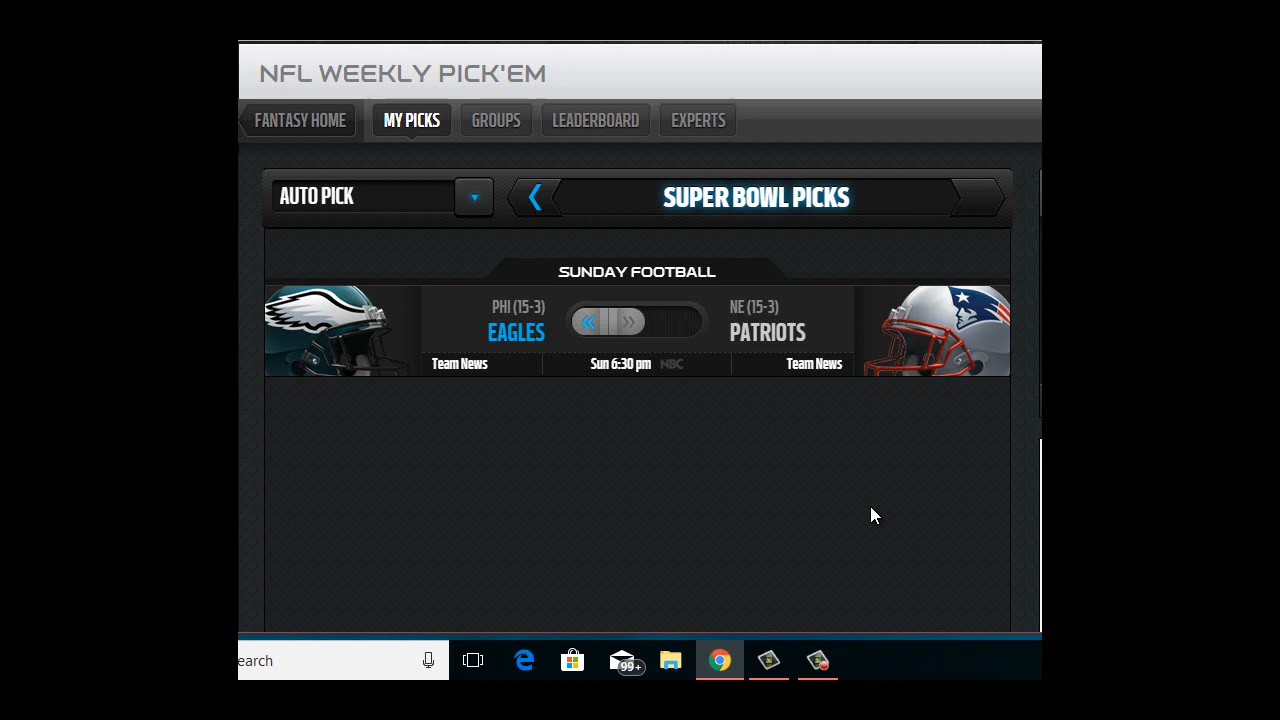 NFL WEEKLY PICK'EM
FANTASY HOME MY PICKS GROUPS LEADERBOARD EXPERTS
AUTO PICK SUPER BOWL PICKS
SUNDAY FOOTBALL
PHI (15-3) NE (15-3)
EAGLES PATRIOTS
Team News Sun 6:30 pm NBC Team News
earch 99+